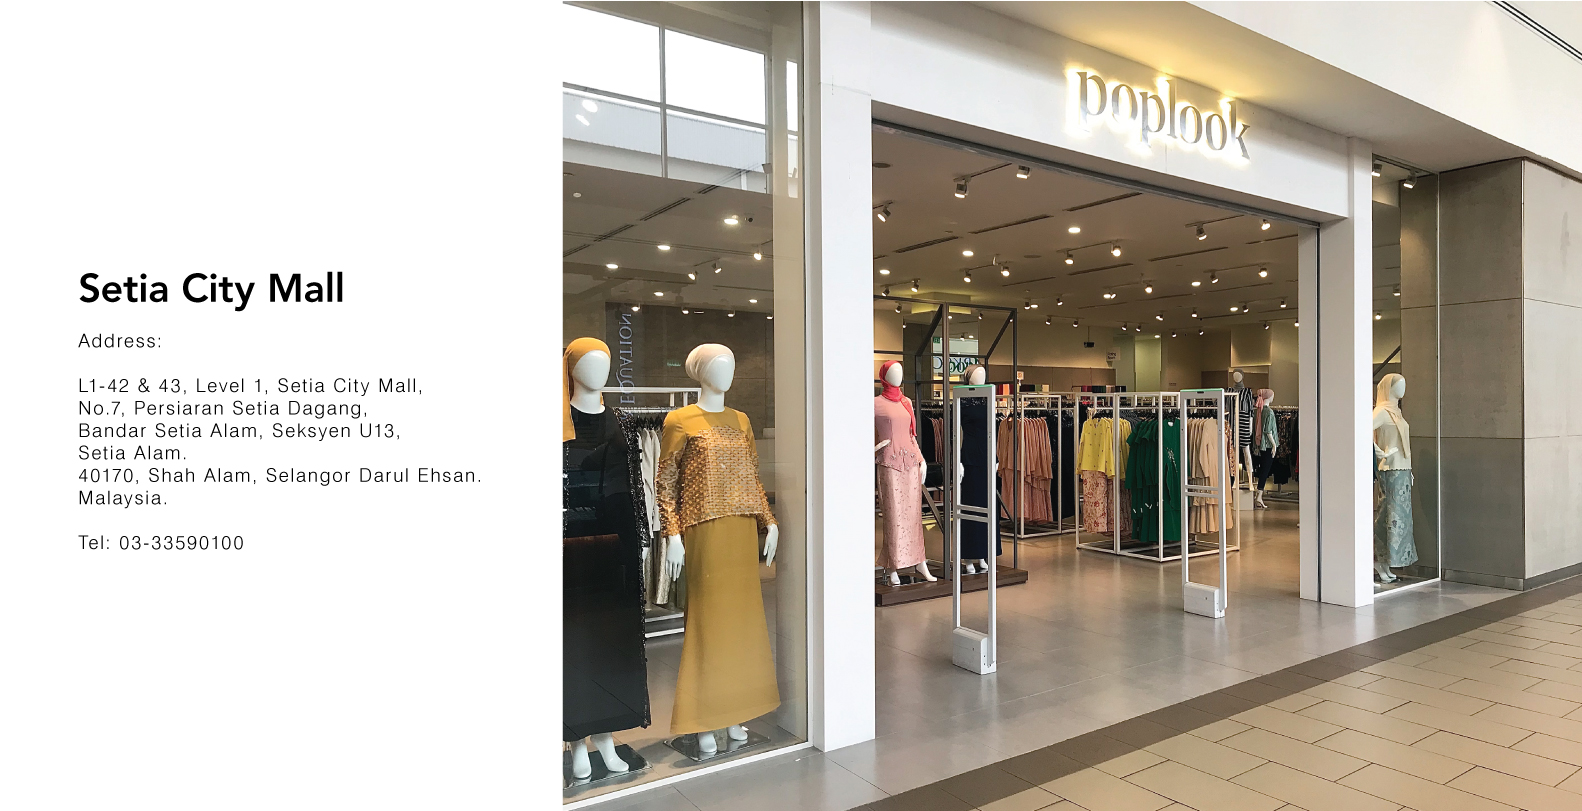 Setia City Mall
Address:
L1-42 & 43, Level 1, Setia City Mall,
No.7, Persiaran Setia Dagang,
Bandar Setia Alam, Seksyen U13,
Setia Alam.
40170, Shah Alam, Selangor Darul Ehsan.
Malaysia.
Tel: 03-33590100
poplook
EQUATION